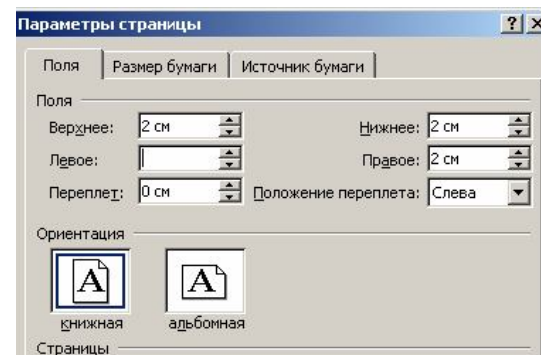 Параметры страницы
Поля Размер бумаги Источник бумаги
Поля
Верхнее: 2 см Нижнее: 2 см
Левое: Правое: 2 см
Переплет: 0 см Положение переплета: Слева
Ориентация
A A
книжная альбомная
Страницы